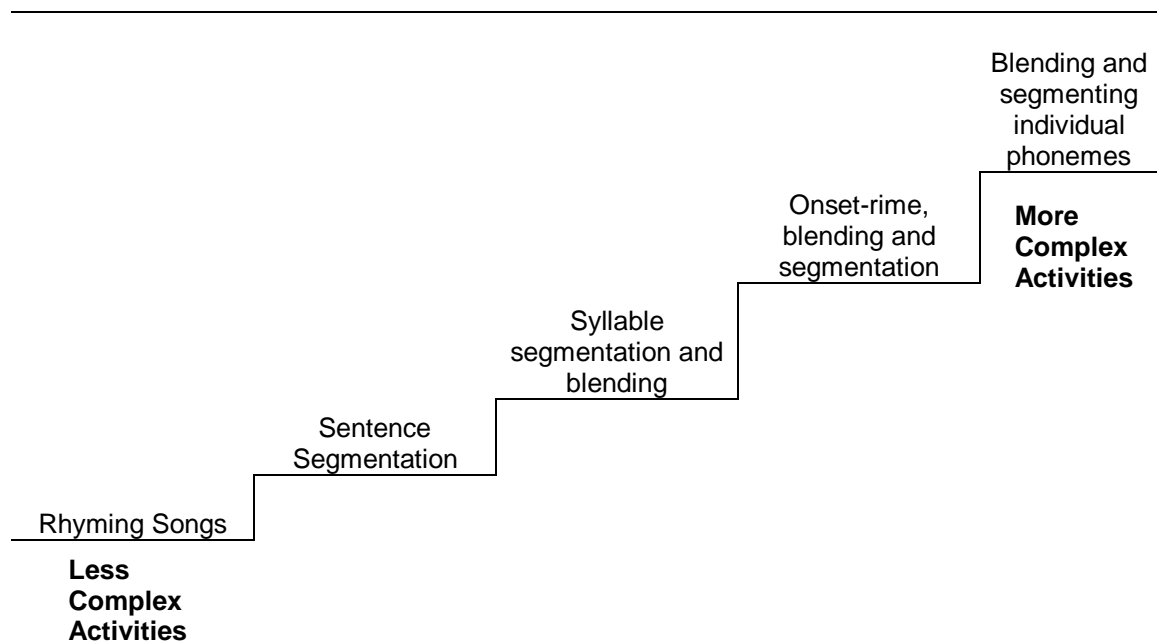 Blending and
segmenting
individual
phonemes
Onset-rime,
blending and
segmentation
More
Complex
Activities
Syllable
segmentation and
blending
Sentence
Segmentation
Rhyming Songs
Less
Complex
Activities